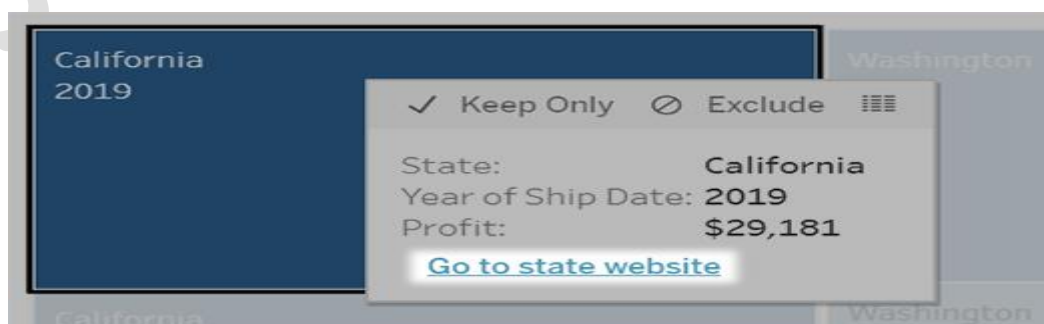 California
2019
Washington
Keep Only Exclude
State: California
Year of Ship Date: 2019
Profit: $29,181
Go to state website
California
Washington